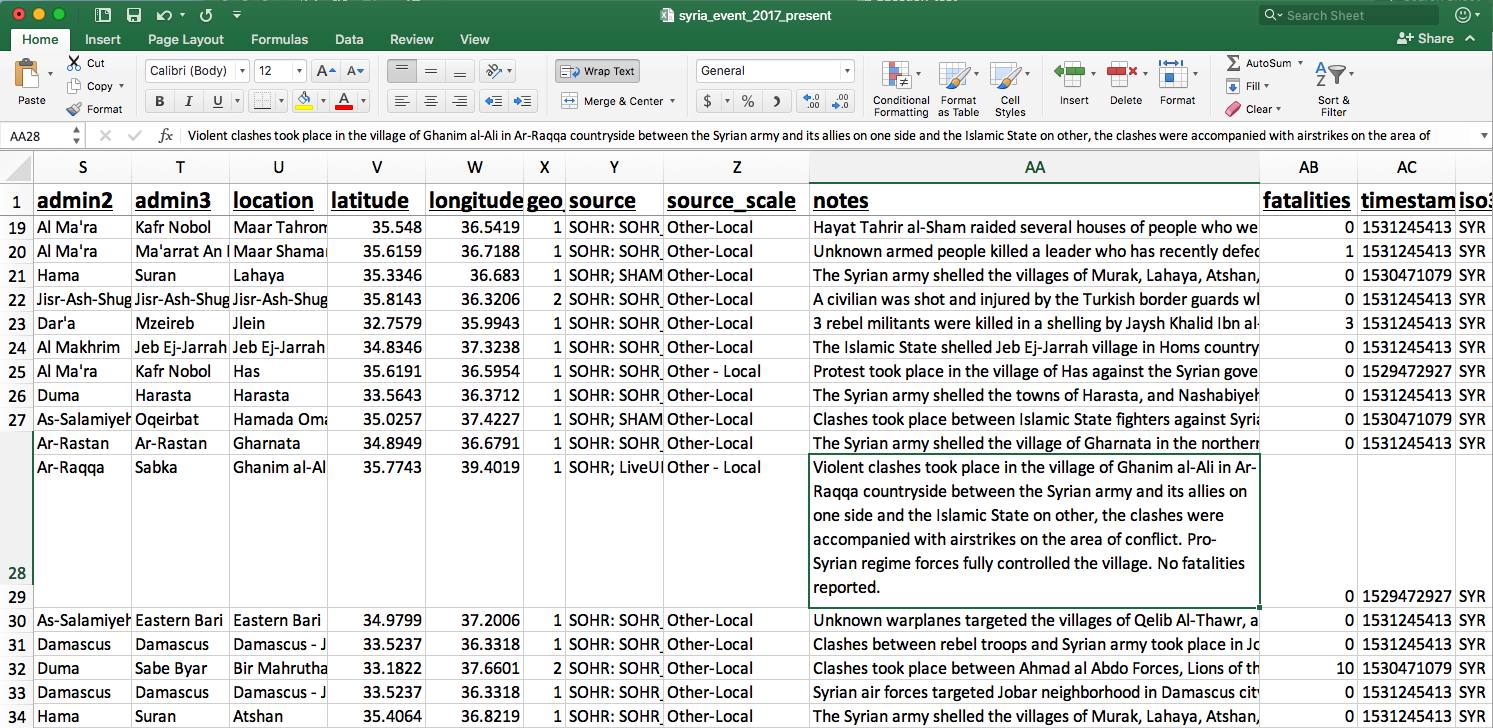 syria_event_2017_present
Search Sheet
Home Insert Page Layout Formulas Data Review View
Share
Paste
Cut
Copy
Format
Calibri (Body) 12
B I U
Wrap Text
Merge & Center
General
$ %
Conditional Formatting
Format as Table
Cell Styles
Insert
Delete
Format
AutoSum
Fill
Clear
Sort & Filter
AA28 fx Violent clashes took place in the village of Ghanim al-Ali in Ar-Raqqa countryside between the Syrian army and its allies on one side and the Islamic State on other, the clashes were accompanied with airstrikes on the area of
S T U V W X Y Z AA AB AC
1 admin2 admin3 location latitude longitude geo_ source source_scale notes fatalities timestam iso3
19 Al Ma'ra Kafr Nobol Maar Tahrom 35.548 36.5419 1 SOHR: SOHR_ Other-Local Hayat Tahrir al-Sham raided several houses of people who we 0 1531245413 SYR
20 Al Ma'ra Ma'arrat An Maar Shamar 35.6159 36.7188 1 SOHR: SOHR_ Other-Local Unknown armed people killed a leader who has recently defec 1 1531245413 SYR
21 Hama Suran Lahaya 35.3346 36.683 1 SOHR; SHAM Other-Local The Syrian army shelled the villages of Murak, Lahaya, Atshan, 0 1530471079 SYR
22 Jisr-Ash-Shug Jisr-Ash-Shug Jisr-Ash-Shug 35.8143 36.3206 2 SOHR: SOHR_ Other-Local A civilian was shot and injured by the Turkish border guards wh 0 1531245413 SYR
23 Dar'a Mzeireb Jlein 32.7579 35.9943 1 SOHR: SOHR_ Other-Local 3 rebel militants were killed in a shelling by Jaysh Khalid Ibn al- 3 1531245413 SYR
24 Al Makhrim Jeb Ej-Jarrah Jeb Ej-Jarrah 34.8346 37.3238 1 SOHR: SOHR_ Other-Local The Islamic State shelled Jeb Ej-Jarrah village in Homs country 0 1531245413 SYR
25 Al Ma'ra Kafr Nobol Has 35.6191 36.5954 1 SOHR: SOHR_ Other - Local Protest took place in the village of Has against the Syrian gove 0 1529472927 SYR
26 Duma Harasta Harasta 33.5643 36.3712 1 SOHR: SOHR_ Other-Local The Syrian army shelled the towns of Harasta, and Nashabiyeh 0 1531245413 SYR
27 As-Salamiyeh Oqeirbat Hamada Oma 35.0257 37.4227 1 SOHR; SHAM Other-Local Clashes took place between Islamic State fighters against Syria 0 1530471079 SYR
Ar-Rastan Ar-Rastan Gharnata 34.8949 36.6791 1 SOHR: SOHR_ Other-Local The Syrian army shelled the village of Gharnata in the northern 0 1531245413 SYR
Ar-Raqqa Sabka Ghanim al-Al 35.7743 39.4019 1 SOHR; LiveU Other - Local Violent clashes took place in the village of Ghanim al-Ali in Ar-
Raqqa countryside between the Syrian army and its allies on
one side and the Islamic State on other, the clashes were
accompanied with airstrikes on the area of conflict. Pro-
Syrian regime forces fully controlled the village. No fatalities
28 reported.
29 0 1529472927 SYR
30 As-Salamiyeh Eastern Bari Eastern Bari 34.9799 37.2006 1 SOHR: SOHR_ Other-Local Unknown warplanes targeted the villages of Qelib Al-Thawr, a 0 1531245413 SYR
31 Damascus Damascus Damascus - J 33.5237 36.3318 1 SOHR: SOHR_ Other-Local Clashes between rebel troops and Syrian army took place in Jo 0 1531245413 SYR
32 Duma Sabe Byar Bir Mahrutha 33.1822 37.6601 2 SOHR: SOHR_ Other-Local Clashes took place between Ahmad al Abdo Forces, Lions of th 10 1530471079 SYR
33 Damascus Damascus Damascus - J 33.5237 36.3318 1 SOHR: SOHR_ Other-Local Syrian air forces targeted Jobar neighborhood in Damascus city 0 1531245413 SYR
34 Hama Suran Atshan 35.4064 36.8219 1 SOHR: SOHR_ Other-Local The Syrian army shelled the villages of Murak, Lahaya, Atshan, 0 1531245413 SYR